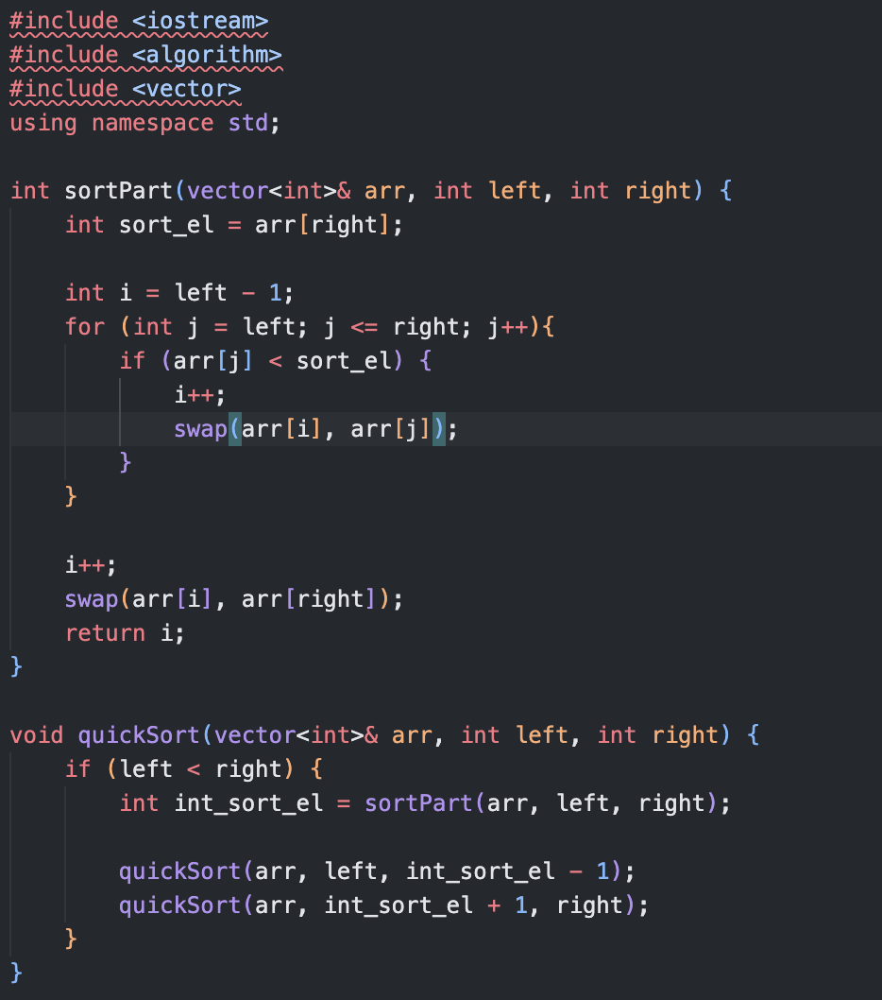 #include <iostream>
#include <algorithm>
#include <vector>
using namespace std;

int sortPart(vector<int>& arr, int left, int right) {
    int sort_el = arr[right];

    int i = left - 1;
    for (int j = left; j <= right; j++){
        if (arr[j] < sort_el) {
            i++;
            swap(arr[i], arr[j]);
        }
    }

    i++;
    swap(arr[i], arr[right]);
    return i;
}

void quickSort(vector<int>& arr, int left, int right) {
    if (left < right) {
        int int_sort_el = sortPart(arr, left, right);

        quickSort(arr, left, int_sort_el - 1);
        quickSort(arr, int_sort_el + 1, right);
    }
}